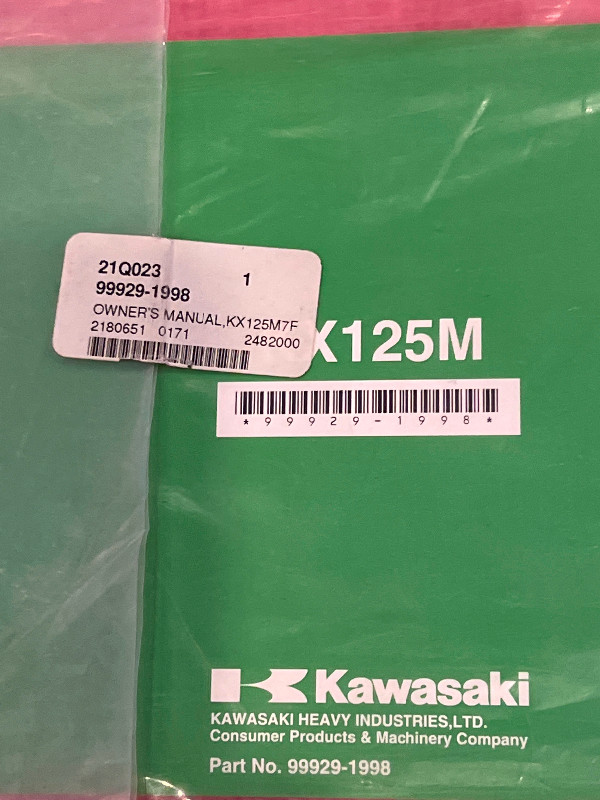 21Q023 1
99929-1998
OWNER'S MANUAL,KX125M7F
2180651 0171 2482000
X125M
*99929-1998*
Kawasaki
KAWASAKI HEAVY INDUSTRIES,LTD.
Consumer Products & Machinery Company
Part No. 99929-1998